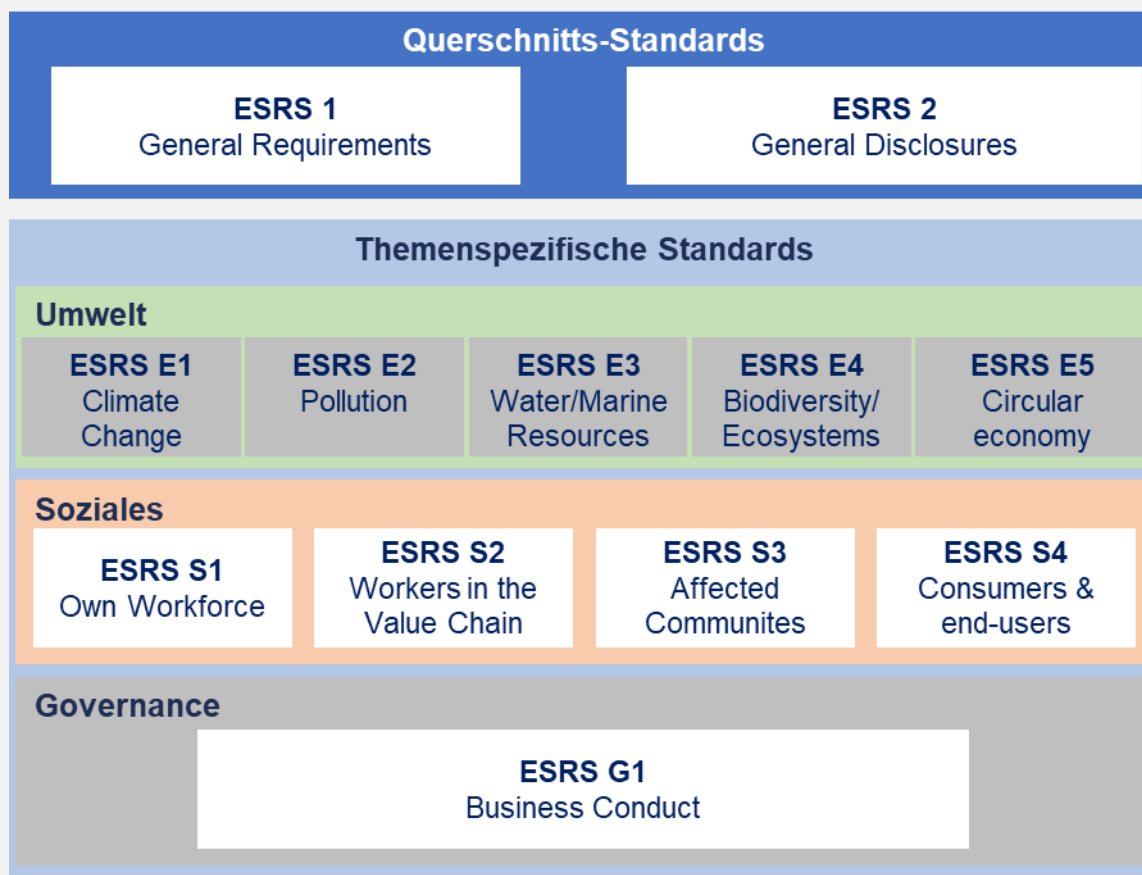 Querschnitts-Standards
ESRS 1
General Requirements
ESRS 2
General Disclosures
Themenspezifische Standards
Umwelt
ESRS E1
Climate
Change
ESRS E2
Pollution
ESRS E3
Water/Marine
Resources
ESRS E4
Biodiversity/
Ecosystems
ESRS E5
Circular
economy
Soziales
ESRS S1
Own Workforce
ESRS S2
Workers in the
Value Chain
ESRS S3
Affected
Communites
ESRS S4
Consumers &
end-users
Governance
ESRS G1
Business Conduct